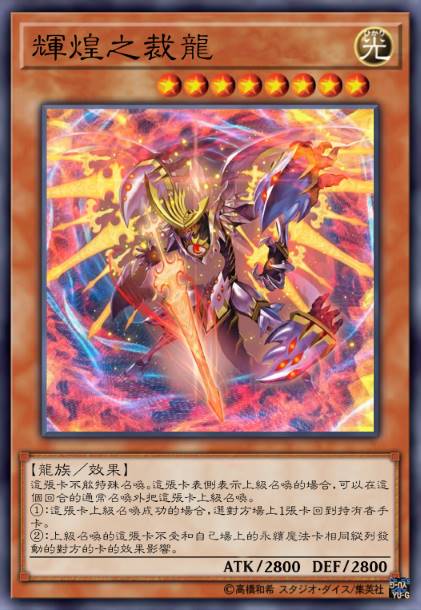 輝煌之裁龍
ひかり
光
【龍族/效果】
這張卡不能特殊召喚。這張卡表側表示上級召喚的場合，可以在這
個回合的通常召喚外把這張卡上級召喚。
①：這張卡上級召喚成功的場合，選對方場上1張卡回到持有者手
卡。
②：上級召喚的這張卡不受和自己場上的永續魔法卡相同縱列發
動的對方的卡的效果影響。
ATK/2800 DEF/2800
©高橋和希 スタジオ・ダイス/集英社
YU-G